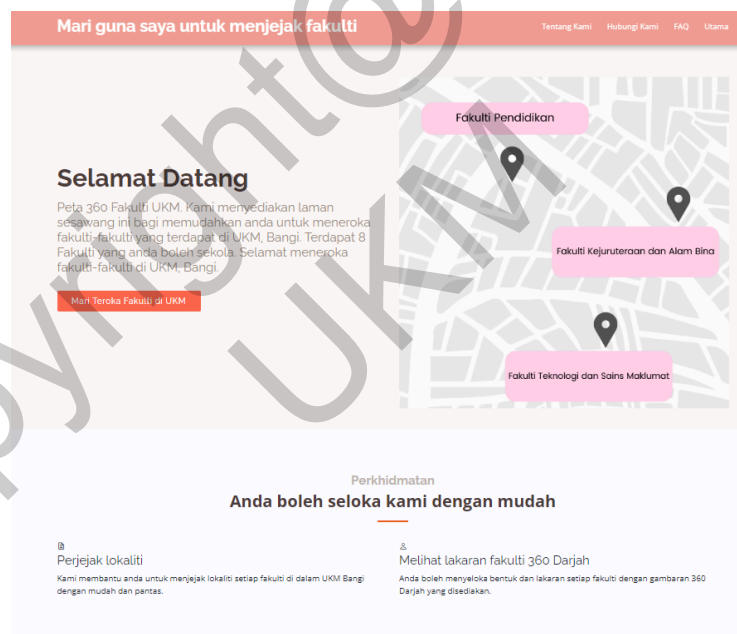 Mari guna saya untuk menjejak fakulti
Tentang Kami Hubungi Kami FAQ Utama
Selamat Datang
Peta 360 Fakulti UKM. Kami menyediakan laman
sesawang ini bagi memudahkan anda untuk meneroka
fakulti-fakulti yang terdapat di UKM, Bangi. Terdapat 8
Fakulti yang anda boleh sekola. Selamat meneroka
fakulti-fakulti di UKM, Bangi.
Mari Teroka Fakulti di UKM
Fakulti Pendidikan
Fakulti Kejuruteraan dan Alam Bina
Fakulti Teknologi dan Sains Maklumat
Perkhidmatan
Anda boleh seloka kami dengan mudah
Perjejak lokaliti
Kami membantu anda untuk menjejak lokaliti setiap fakulti di dalam UKM Bangi
dengan mudah dan pantas.
Melihat lakaran fakulti 360 Darjah
Anda boleh menyeloka bentuk dan lakaran setiap fakulti dengan gambaran 360
Darjah yang disediakan.
pyright@
UKM